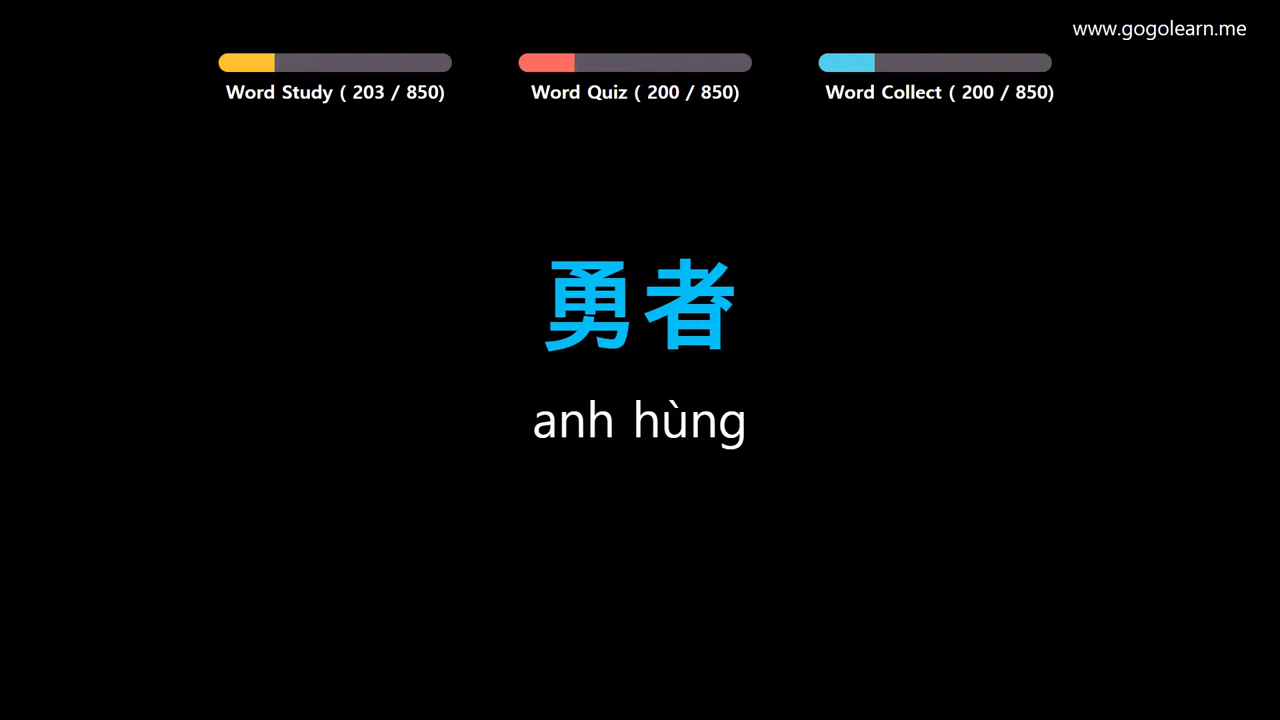 www.gogolearn.me
Word Study ( 203 / 850)
Word Quiz ( 200 / 850)
Word Collect ( 200 / 850)
勇者
anh hùng